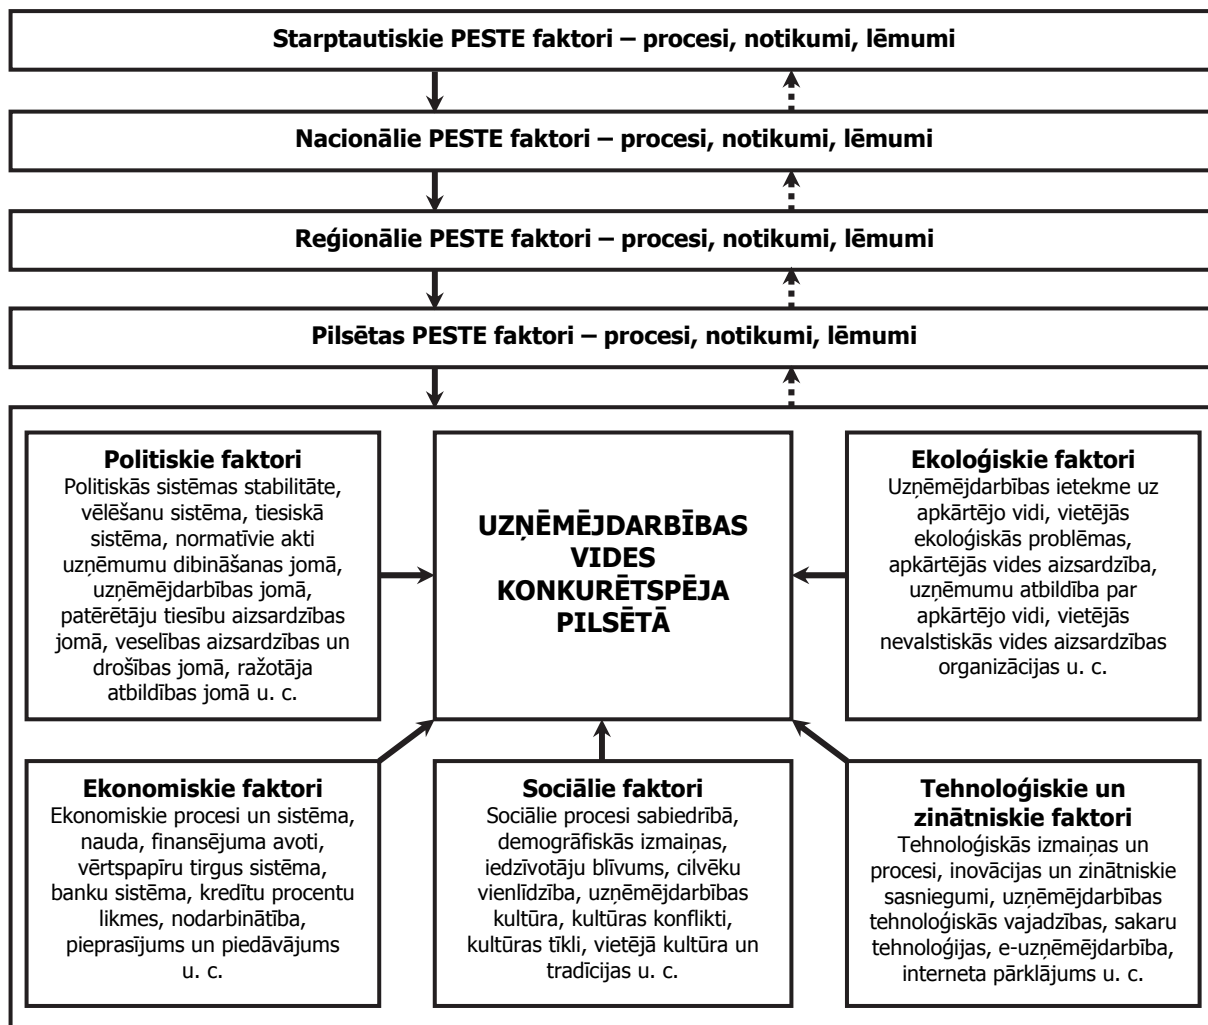 Starptautiskie PESTE faktori – procesi, notikumi, lēmumi
Nacionālie PESTE faktori – procesi, notikumi, lēmumi
Reģionālie PESTE faktori – procesi, notikumi, lēmumi
Pilsētas PESTE faktori – procesi, notikumi, lēmumi
Politiskie faktori
Politiskās sistēmas stabilitāte,
vēlēšanu sistēma, tiesiskā
sistēma, normatīvie akti
uzņēmumu dibināšanas jomā,
uzņēmējdarbības jomā,
patērētāju tiesību aizsardzības
jomā, veselības aizsardzības un
drošības jomā, ražotāja
atbildības jomā u. c.
UZŅĒMĒJDARBĪBAS
VIDES
KONKURĒTSPĒJA
PILSĒTĀ
Ekoloģiskie faktori
Uzņēmējdarbības ietekme uz
apkārtējo vidi, vietējās
ekoloģiskās problēmas,
apkārtējās vides aizsardzība,
uzņēmumu atbildība par
apkārtējo vidi, vietējās
nevalstiskās vides aizsardzības
organizācijas u. c.
Ekonomiskie faktori
Ekonomiskie procesi un sistēma,
nauda, finansējuma avoti,
vērtspapīru tirgus sistēma,
banku sistēma, kredītu procentu
likmes, nodarbinātība,
pieprasījums un piedāvājums
u. c.
Sociālie faktori
Sociālie procesi sabiedrībā,
demogrāfiskās izmaiņas,
iedzīvotāju blīvums, cilvēku
vienlīdzība, uzņēmējdarbības
kultūra, kultūras konflikti,
kultūras tīkli, vietējā kultūra un
tradīcijas u. c.
Tehnoloģiskie un
zinātniskie faktori
Tehnoloģiskās izmaiņas un
procesi, inovācijas un zinātniskie
sasniegumi, uzņēmējdarbības
tehnoloģiskās vajadzības, sakaru
tehnoloģijas, e-uzņēmējdarbība,
interneta pārklājums u. c.